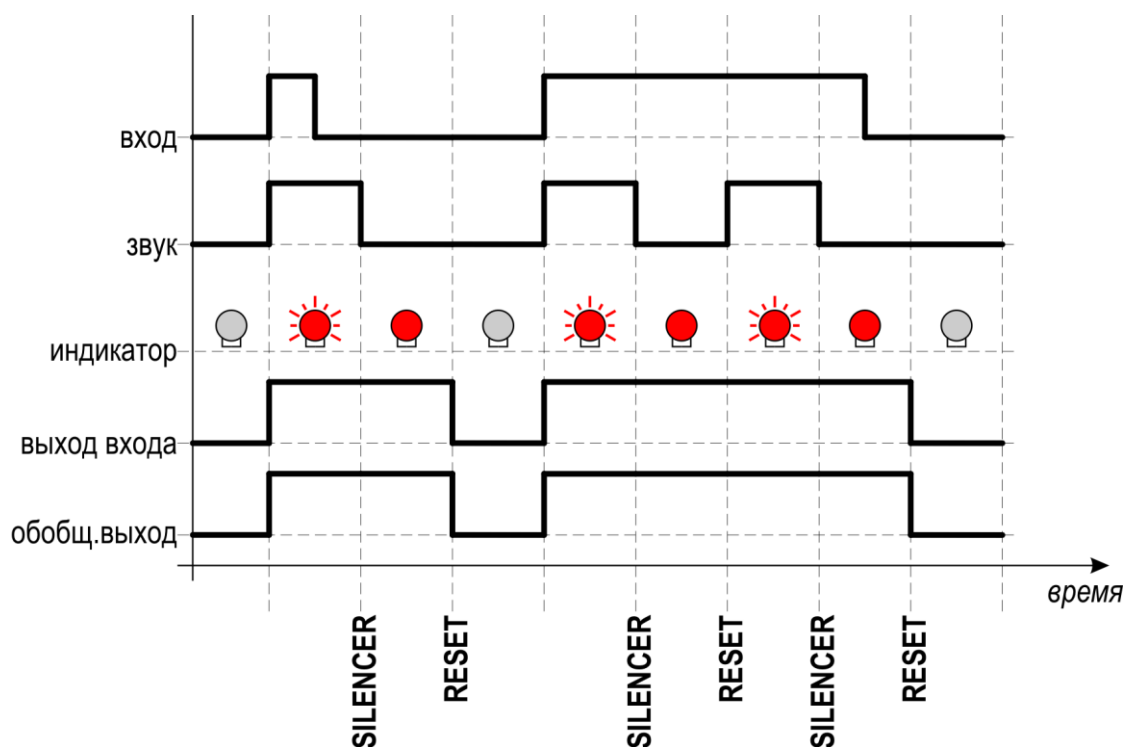 вход
звук
индикатор
выход входа
обобщ.выход
время
SILENCER
RESET
SILENCER
RESET
SILENCER
RESET